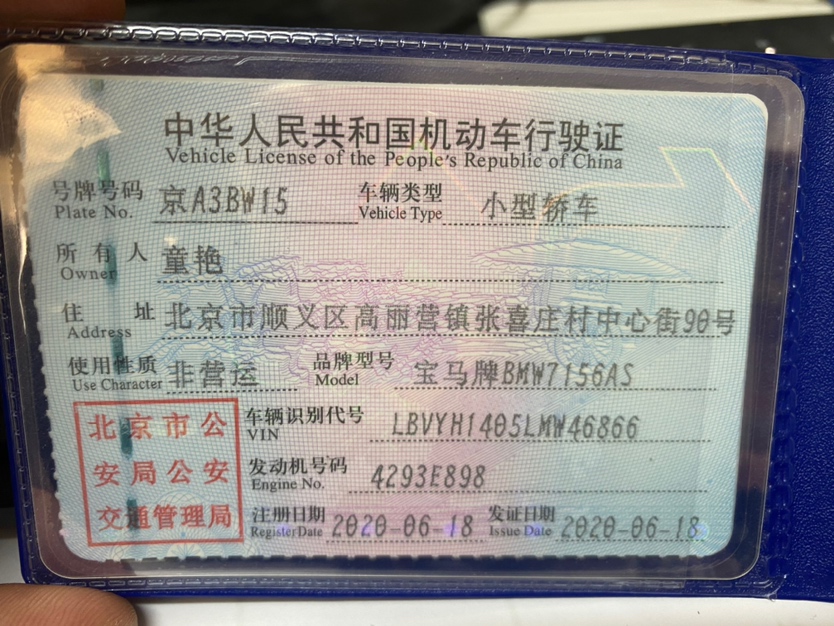 中华人民共和国机动车行驶证
Vehicle License of the People's Republic of China
号牌号码 京A3BW15 车辆类型 小型轿车
Plate No. Vehicle Type
所有人 童艳
Owner
住址 北京市顺义区高丽营镇张喜庄村中心街90号
Address
使用性质 非营运 品牌型号 宝马牌BMW7156AS
Use Character Model
北京市公
安局公安
交通管理局
车辆识别代号 LBVYH1405LMW46866
VIN
发动机号码 4293E898
Engine No.
注册日期 2020-06-18 发证日期 2020-06-18
Register Date Issue Date